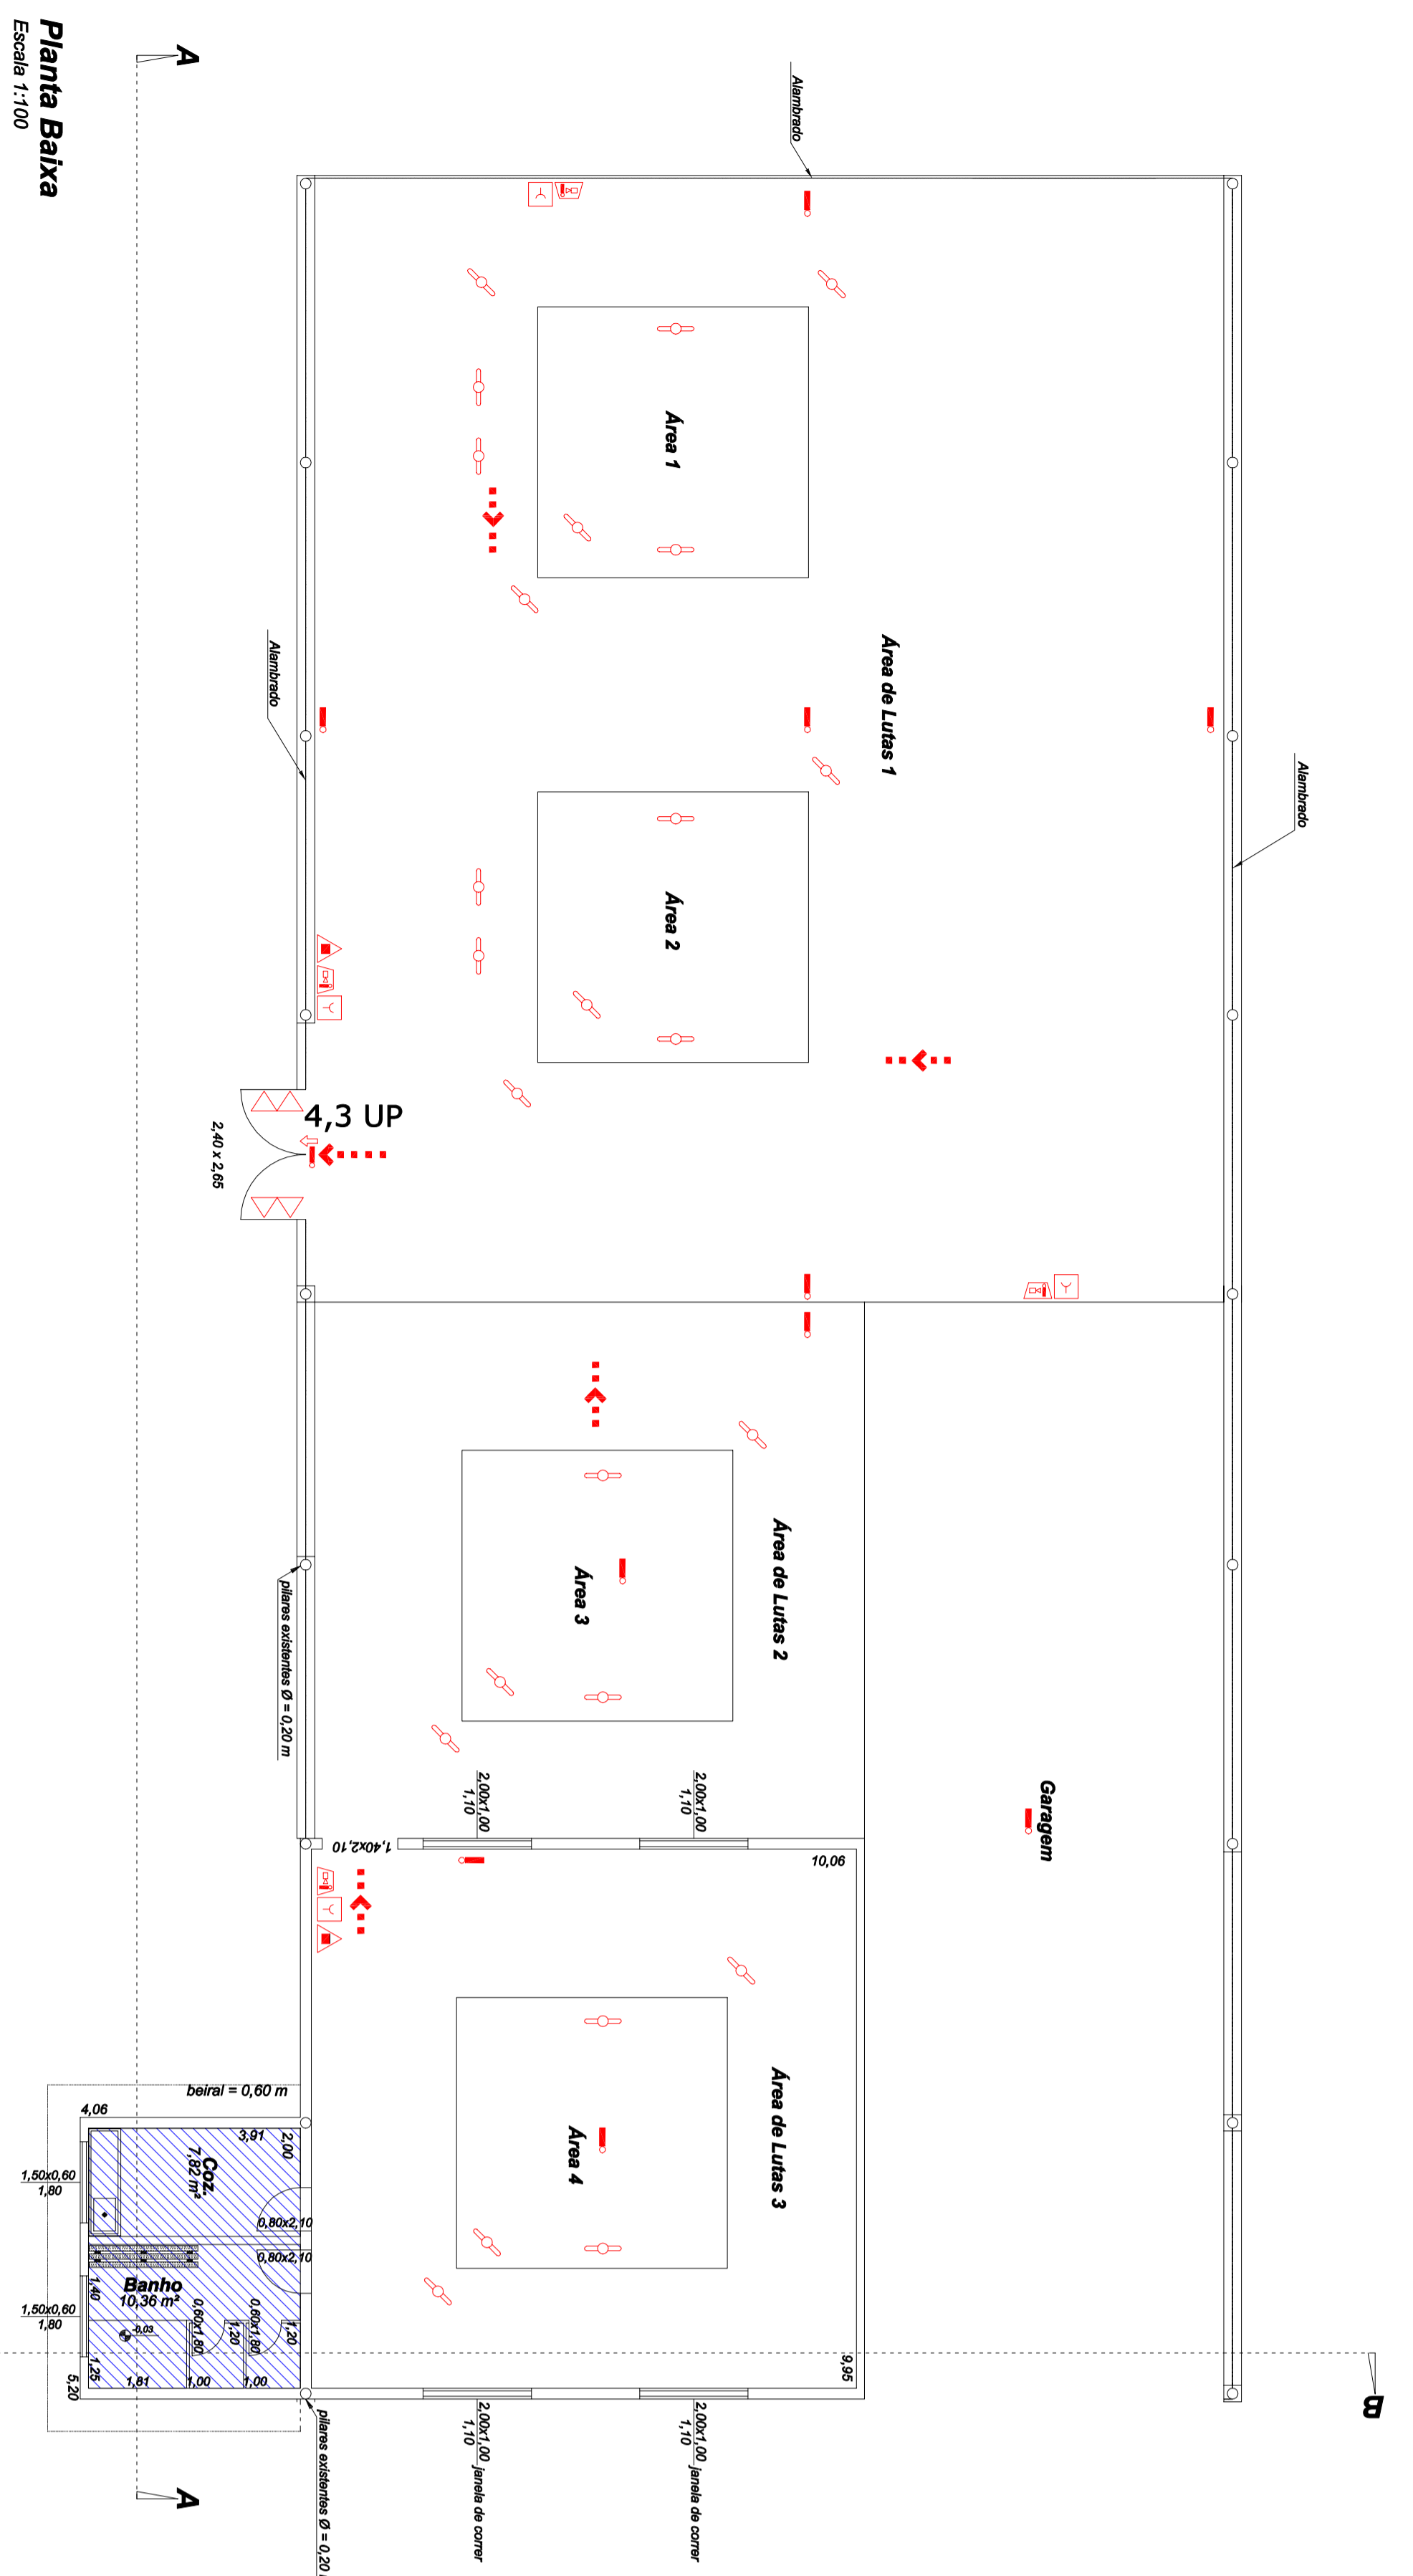 Planta Baixa
Escala 1:100
A
Alambrado
Área 1
Área de Lutas 1
Alambrado
Alambrado
Área 2
4,3 UP
2,40 x 2,65
Área de Lutas 2
Área 3
pilares existentes Ø = 0,20 m
2,00x1,00
1,10
2,00x1,00
1,10
Garagem
1,40x2,10
10,06
Área de Lutas 3
Área 4
beiral = 0,60 m
4,06
3,91
2,00
Coz.
7,82 m²
1,50x0,60
1,80
0,80x2,10
0,80x2,10
Banho
10,36 m²
1,40
1,50x0,60
1,80
-0,03
0,60x1,80
1,20
0,60x1,80
1,20
1,25
1,81
1,00
1,00
5,20
9,95
B
A
pilares existentes Ø = 0,20
2,00x1,00
1,10
janela de correr
2,00x1,00
1,10
janela de correr